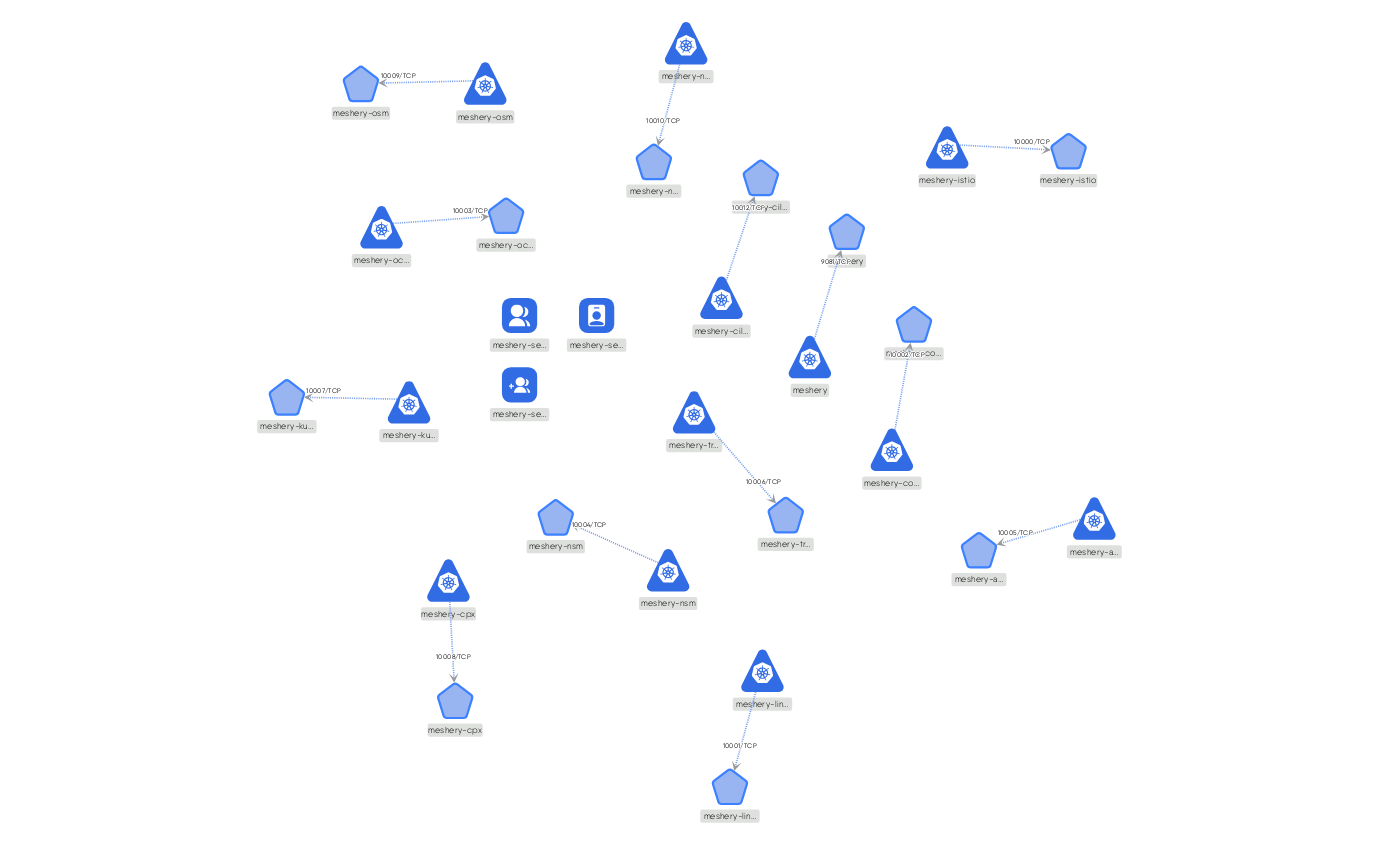 meshery-n...
10009/TCP
meshery-osm
meshery-osm
10010/TCP
meshery-n...
10000/TCP
meshery-istio
meshery-istio
10003/TCP
meshery-oc...
meshery-oc...
10012/TCP
y-cil...
9081/TCP
ery
meshery-cil...
meshery-se...
meshery-se...
10002/TCP
co...
meshery
10007/TCP
meshery-ku...
meshery-ku...
meshery-se...
meshery-tr...
10006/TCP
meshery-co...
10004/TCP
meshery-nsm
meshery-tr...
10005/TCP
meshery-a...
meshery-a...
meshery-nsm
meshery-cpx
10008/TCP
meshery-cpx
meshery-lin...
10001/TCP
meshery-lin...